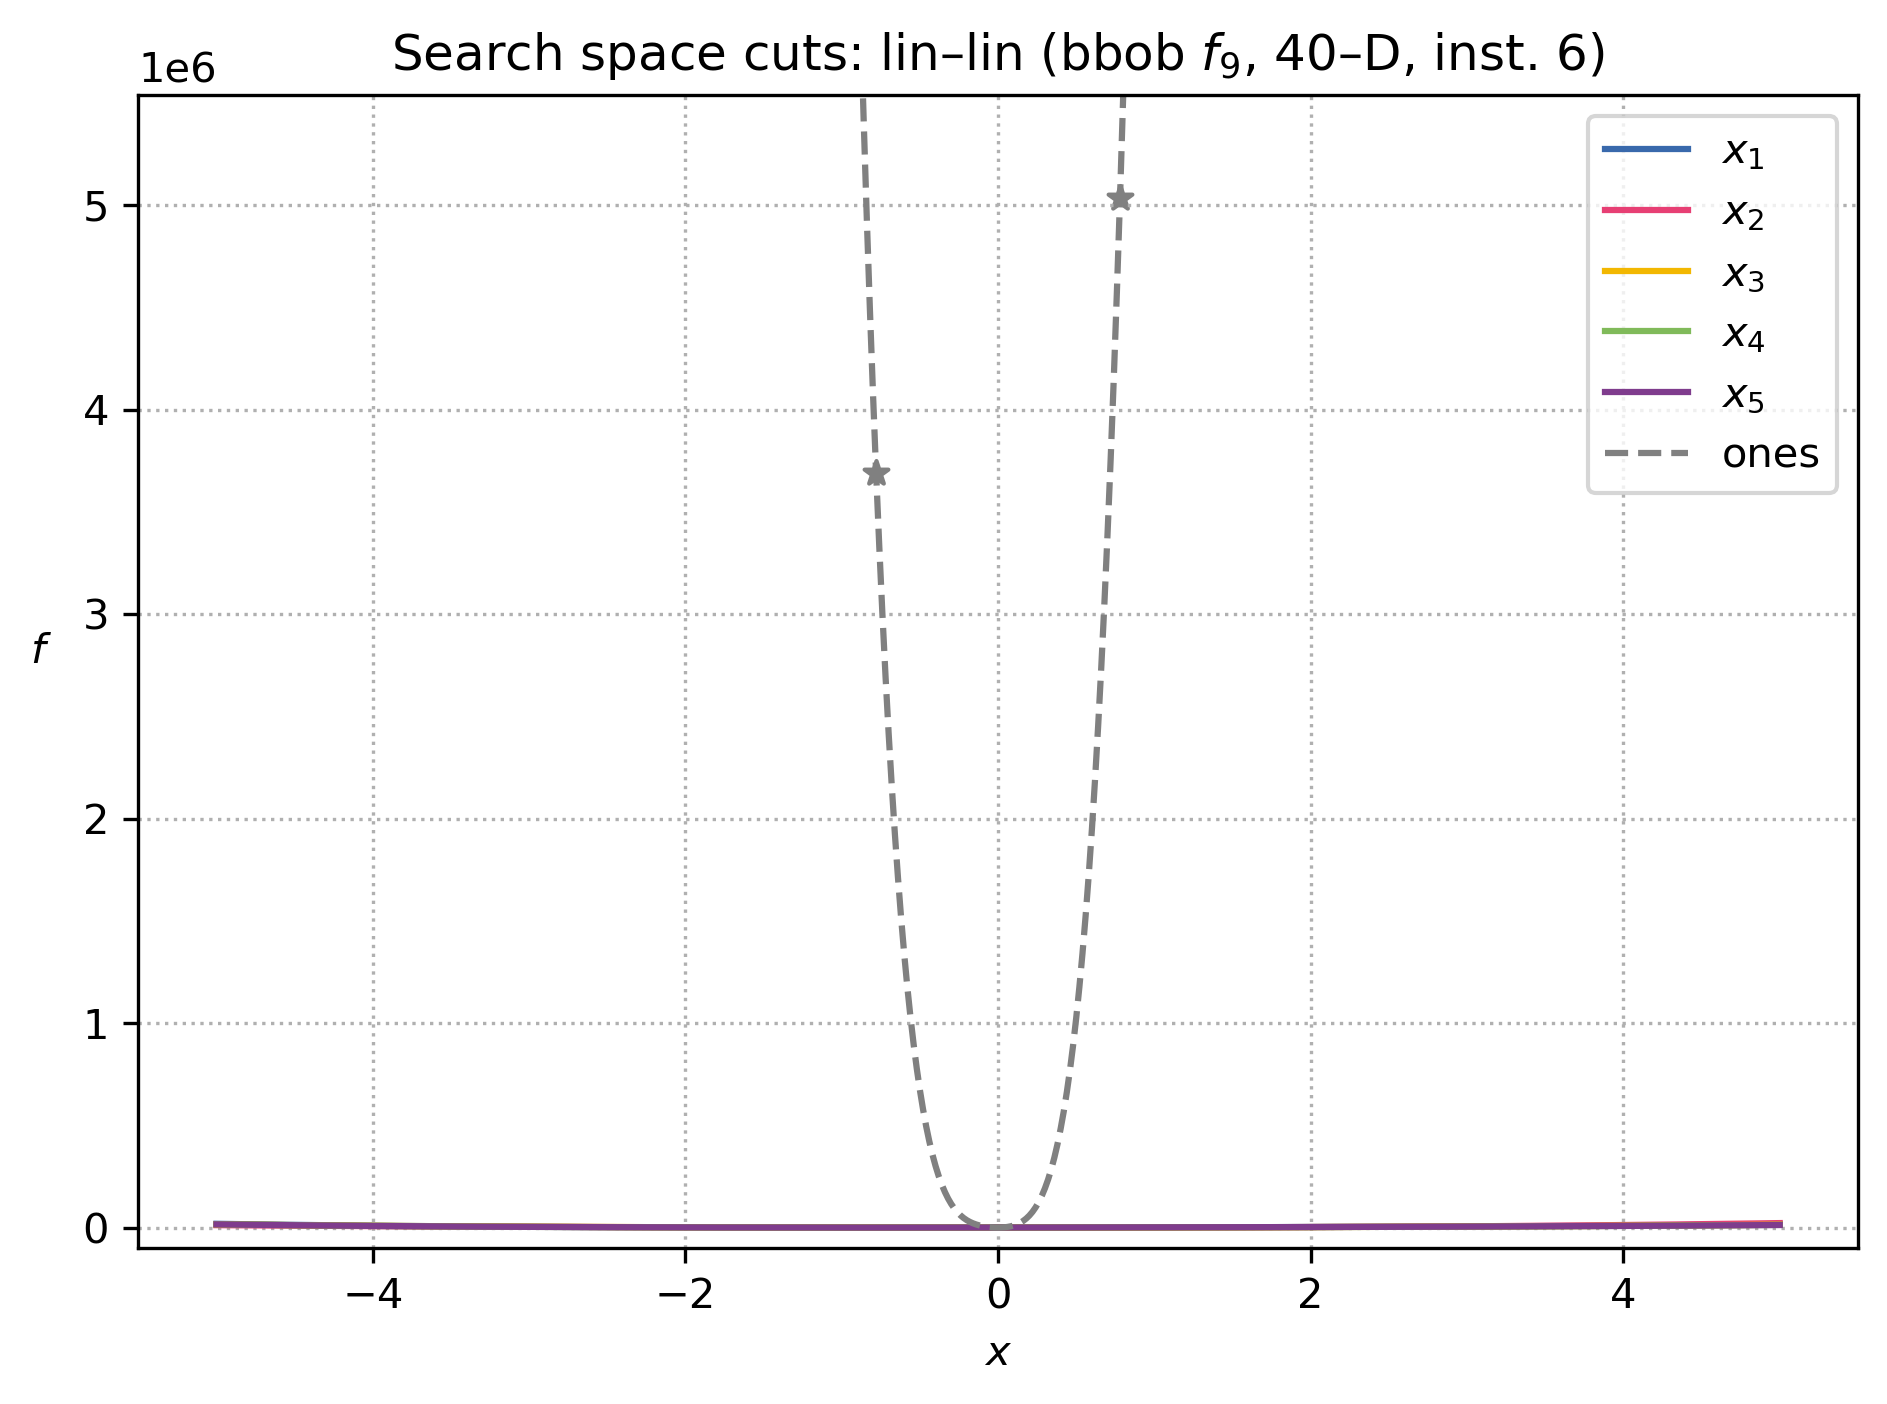 Search space cuts: lin–lin (bbob f₉, 40–D, inst. 6)
1e6
5
4
3
2
1
0
f
−4
−2
0
2
4
x
x₁
x₂
x₃
x₄
x₅
ones